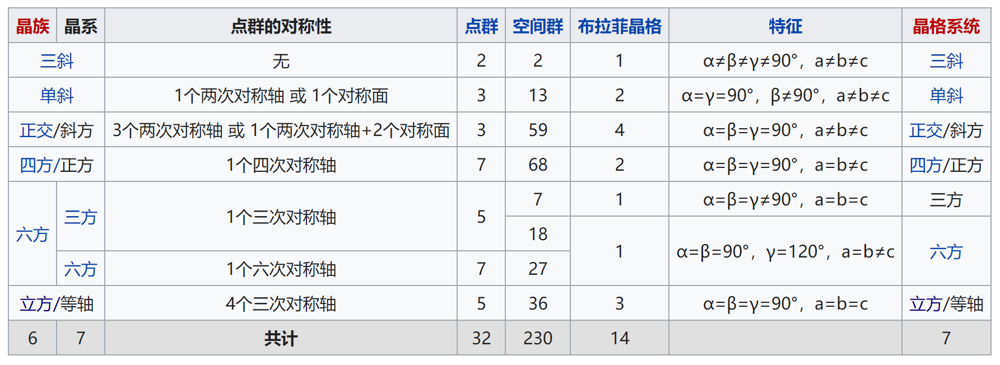 晶族 晶系 点群的对称性 点群 空间群 布拉菲晶格 特征 晶格系统
三斜 无 2 2 1 α≠β≠γ≠90°，a≠b≠c 三斜
单斜 1个两次对称轴 或 1个对称面 3 13 2 α=γ=90°，β≠90°，a≠b≠c 单斜
正交/斜方 3个两次对称轴 或 1个两次对称轴+2个对称面 3 59 4 α=β=γ=90°，a≠b≠c 正交/斜方
四方/正方 1个四次对称轴 7 68 2 α=β=γ=90°，a=b≠c 四方/正方
六方 三方 1个三次对称轴 5 7 1 α=β=γ≠90°，a=b=c 三方
18 1 α=β=90°，γ=120°，a=b≠c 六方
六方 1个六次对称轴 7 27
立方/等轴 4个三次对称轴 5 36 3 α=β=γ=90°，a=b=c 立方/等轴
6 7 共计 32 230 14 7